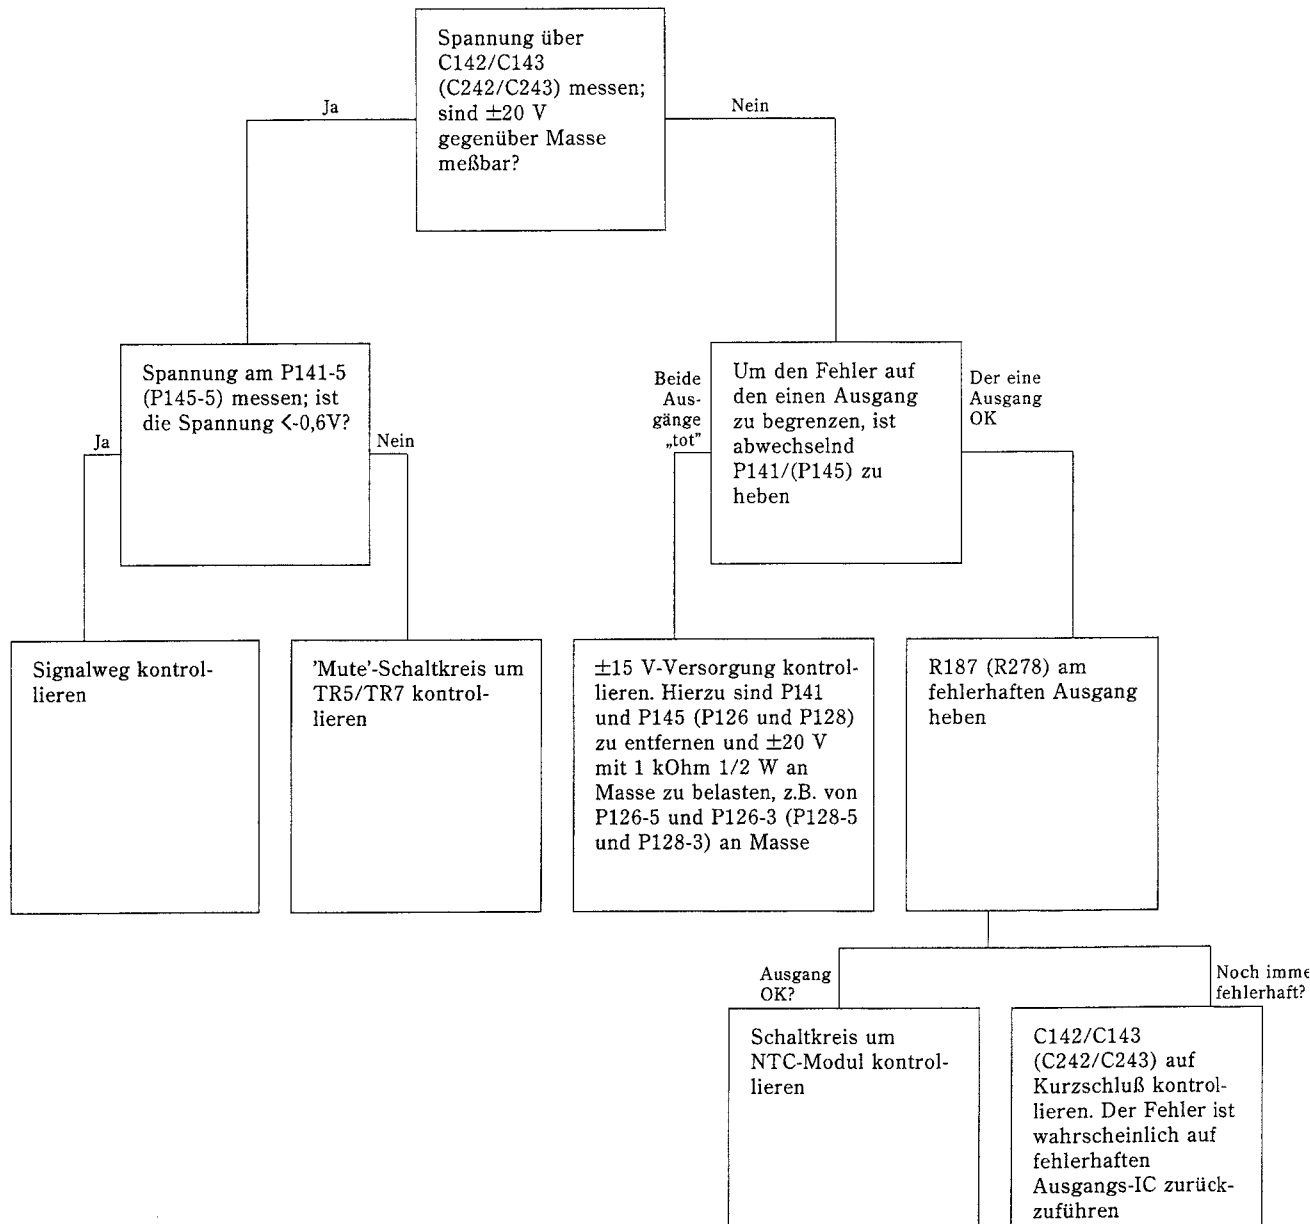 Spannung über
C142/C143
(C242/C243) messen;
sind ±20 V
gegenüber Masse
meßbar?
Ja
Nein
Spannung am P141-5
(P145-5) messen; ist
die Spannung <-0,6V?
Ja
Nein
Beide
Aus-
gänge
„tot”
Um den Fehler auf
den einen Ausgang
zu begrenzen, ist
abwechselnd
P141/(P145) zu
heben
Der eine
Ausgang
OK
Signalweg kontrol-
lieren
'Mute'-Schaltkreis um
TR5/TR7 kontrol-
lieren
±15 V-Versorgung kontrol-
lieren. Hierzu sind P141
und P145 (P126 und P128)
zu entfernen und ±20 V
mit 1 kOhm 1/2 W an
Masse zu belasten, z.B. von
P126-5 und P126-3 (P128-5
und P128-3) an Masse
R187 (R278) am
fehlerhaften Ausgang
heben
Ausgang
OK?
Noch imme
fehlerhaft?
Schaltkreis um
NTC-Modul kontrol-
lieren
C142/C143
(C242/C243) auf
Kurzschluß kontrol-
lieren. Der Fehler ist
wahrscheinlich auf
fehlerhaften
Ausgangs-IC zurück-
zuführen